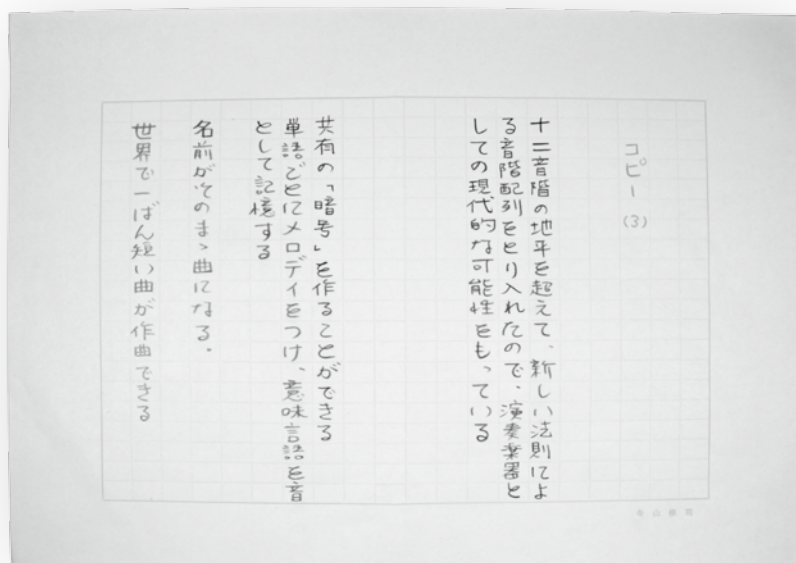 コピー (3)
十二音階の地平を超えて、新しい法則によ
る音階配列をとり入れたので、演奏楽器と
しての現代的な可能性をもっている
共有の「暗号」を作ることができる
単語ごとにメロディをつけ、意味言語を音
として記憶する
名前がそのまゝ曲になる.
世界で一ばん短い曲が作曲できる